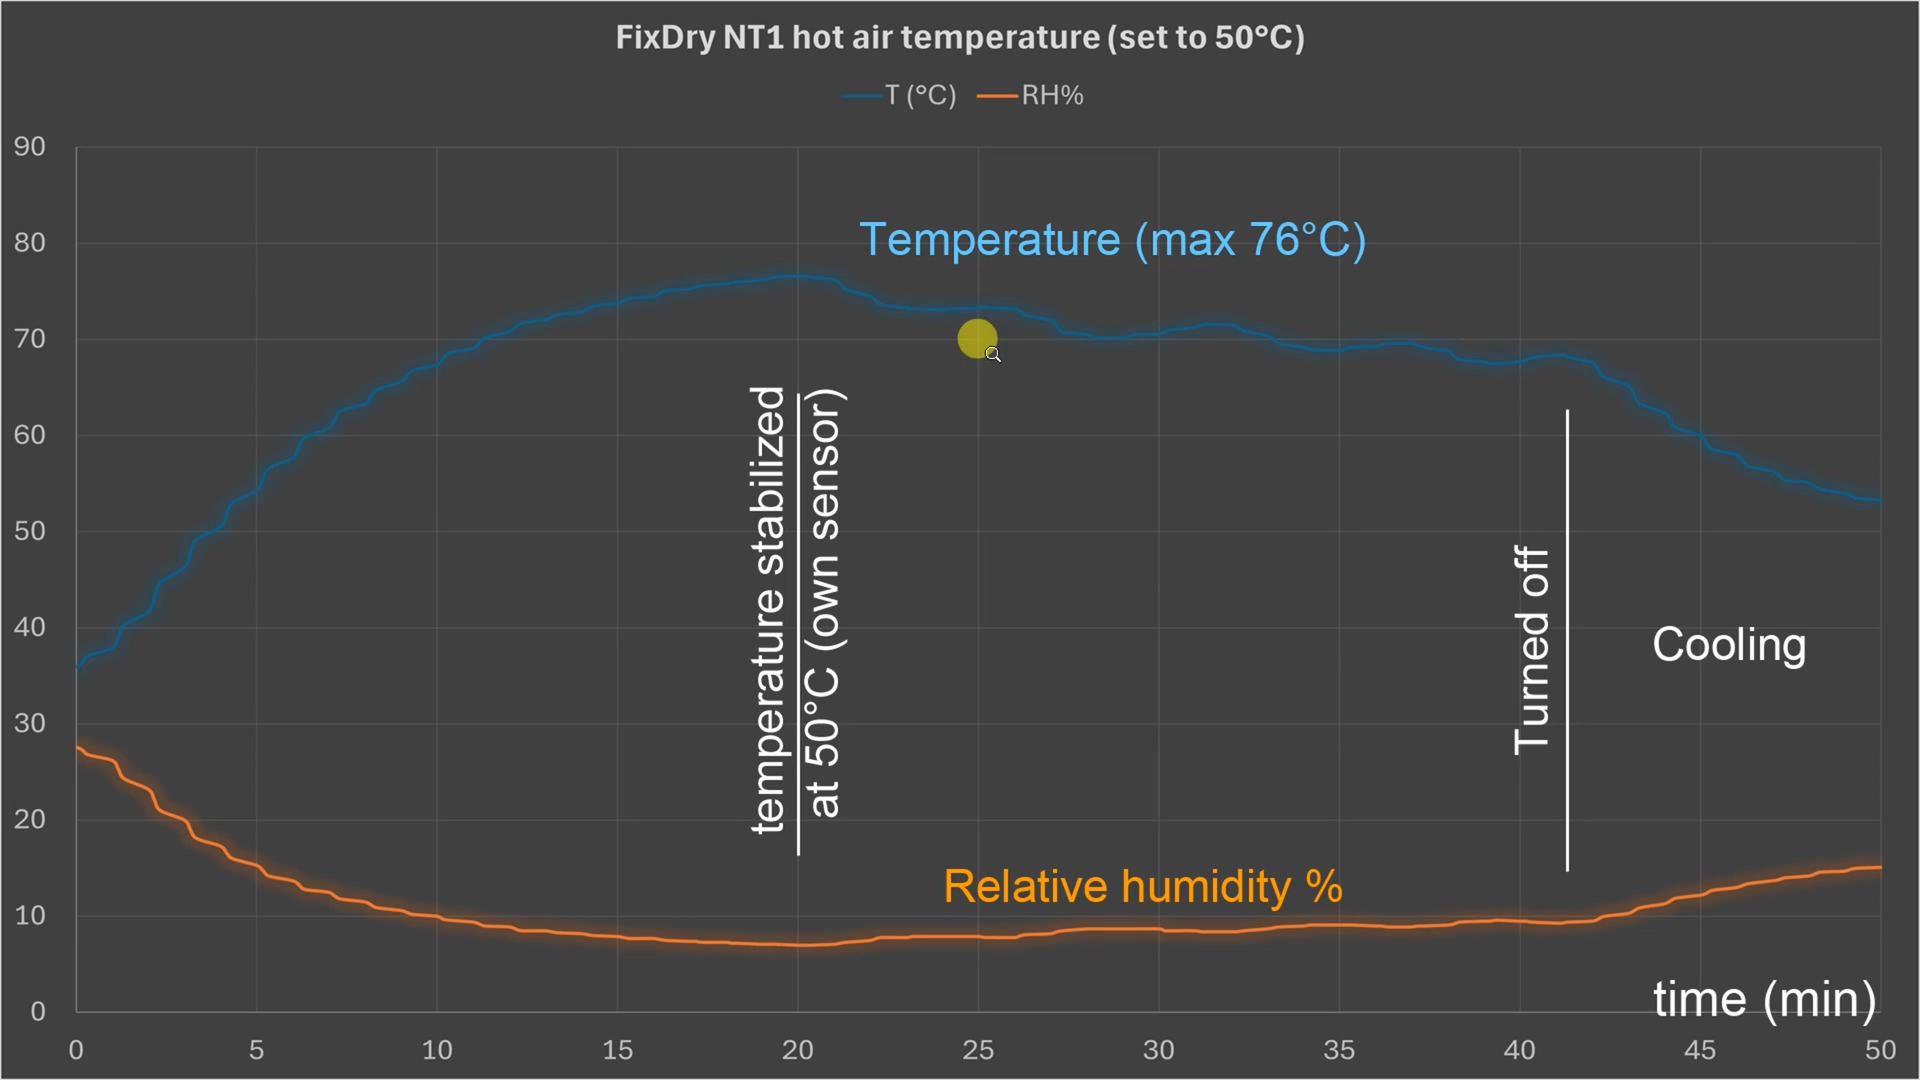 FixDry NT1 hot air temperature (set to 50°C)
T (°C) RH%
90
80
70
60
50
40
30
20
10
0
Temperature (max 76°C)
temperature stabilized
at 50°C (own sensor)
Turned off
Cooling
Relative humidity %
time (min)
0 5 10 15 20 25 30 35 40 45 50